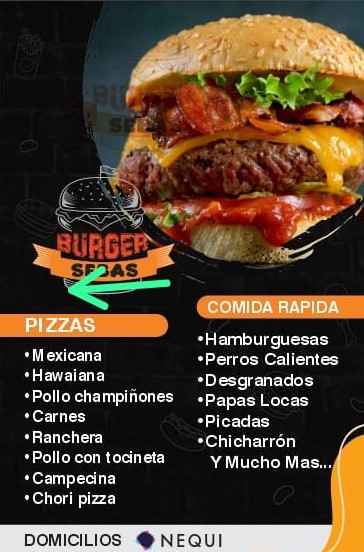 BURGER
SEBAS
PIZZAS
•Mexicana
•Hawaiana
•Pollo champiñones
•Carnes
•Ranchera
•Pollo con tocineta
•Campecina
•Chori pizza
COMIDA RAPIDA
•Hamburguesas
•Perros Calientes
•Desgranados
•Papas Locas
•Picadas
•Chicharrón
Y Mucho Mas...
DOMICILIOS NEQUI